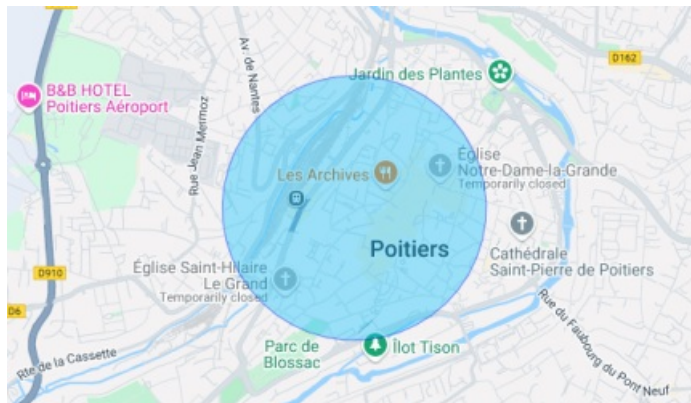 D162
Av. de Nantes
Jardin des Plantes
B&B HOTEL
Poitiers Aéroport
Rue Jean Mermoz
Les Archives
Église
Notre-Dame-la-Grande
Temporarily closed
Poitiers
Cathédrale
Saint-Pierre de Poitiers
D910
Église Saint-Hilaire
Le Grand
Temporarily closed
D6
Rue du Faubourg du Pont Neuf
Parc de
Blossac
Îlot Tison
Rte de la Cassette